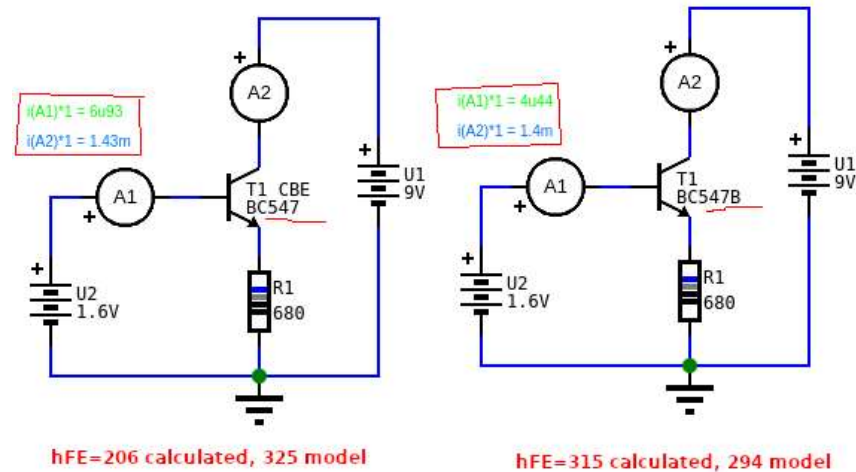 A2
i(A1)*1 = 6u93
i(A2)*1 = 1.43m
A1
T1 CBE
BC547
U1
9V
U2
1.6V
R1
680
hFE=206 calculated, 325 model
A2
i(A1)*1 = 4u44
i(A2)*1 = 1.4m
A1
T1
BC547B
U1
9V
U2
1.6V
R1
680
hFE=315 calculated, 294 model